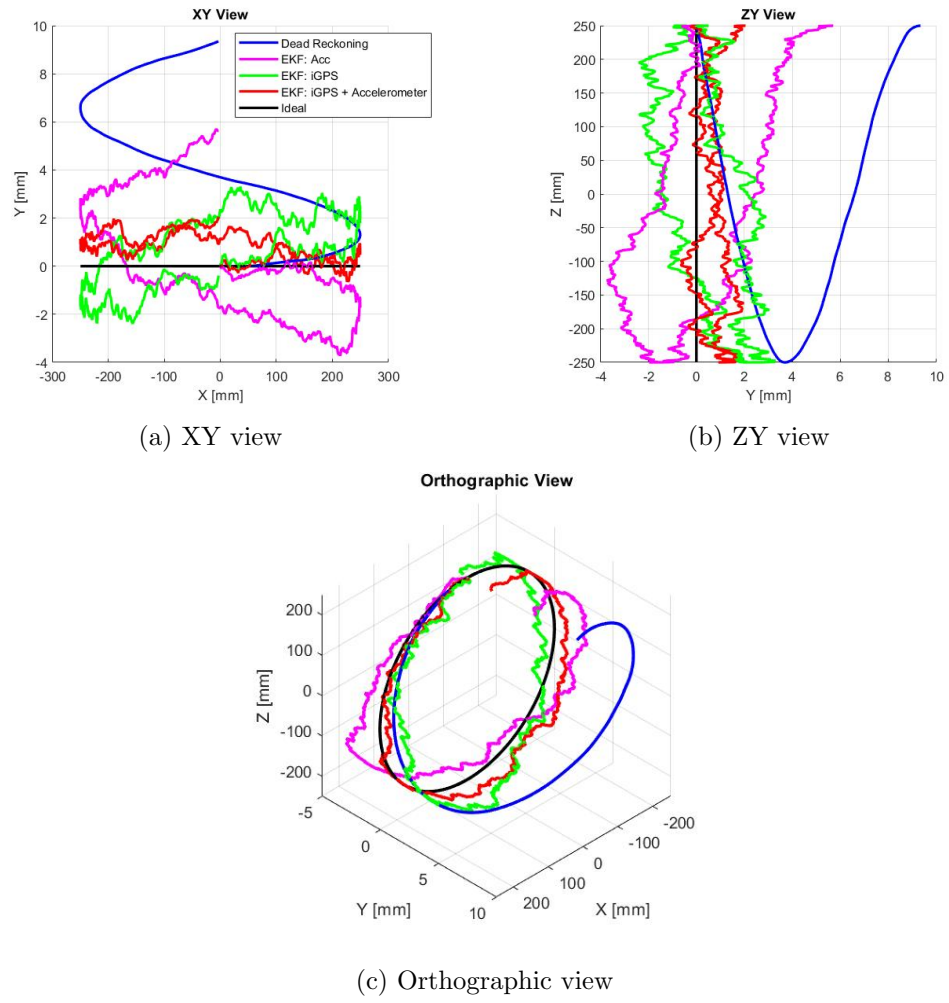 XY View
10
8
6
4
2
0
-2
-4
Y [mm]
-300
-200
-100
0
100
200
300
X [mm]
Dead Reckoning
EKF: Acc
EKF: iGPS
EKF: iGPS + Accelerometer
Ideal
(a) XY view
ZY View
250
200
150
100
50
0
-50
-100
-150
-200
-250
Z [mm]
-4
-2
0
2
4
6
8
10
Y [mm]
(b) ZY view
Orthographic View
200
100
0
-100
-200
Z [mm]
-5
0
5
10
Y [mm]
200
100
0
-100
-200
X [mm]
(c) Orthographic view